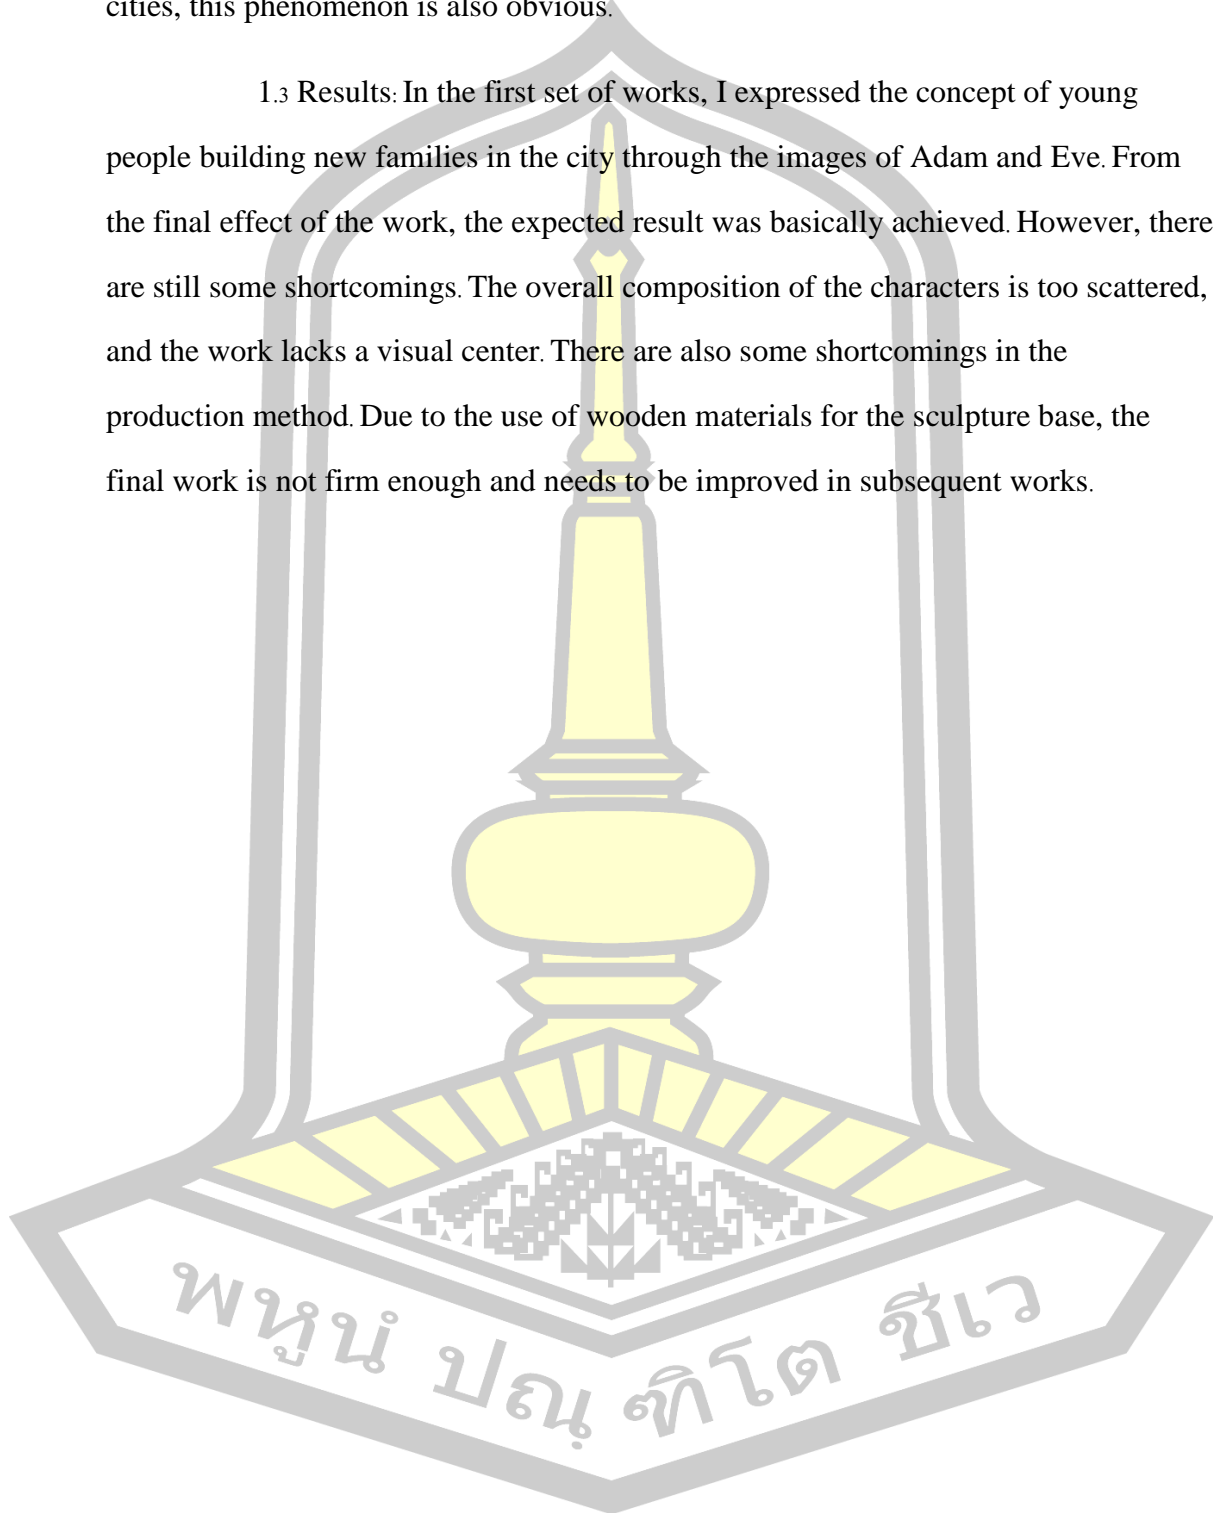 cities, this phenomenon is also obvious.
1.3 Results: In the first set of works, I expressed the concept of young
people building new families in the city through the images of Adam and Eve. From
the final effect of the work, the expected result was basically achieved. However, there
are still some shortcomings. The overall composition of the characters is too scattered,
and the work lacks a visual center. There are also some shortcomings in the
production method. Due to the use of wooden materials for the sculpture base, the
final work is not firm enough and needs to be improved in subsequent works.
พหูนํ ปณฺฑิโต ชีเว